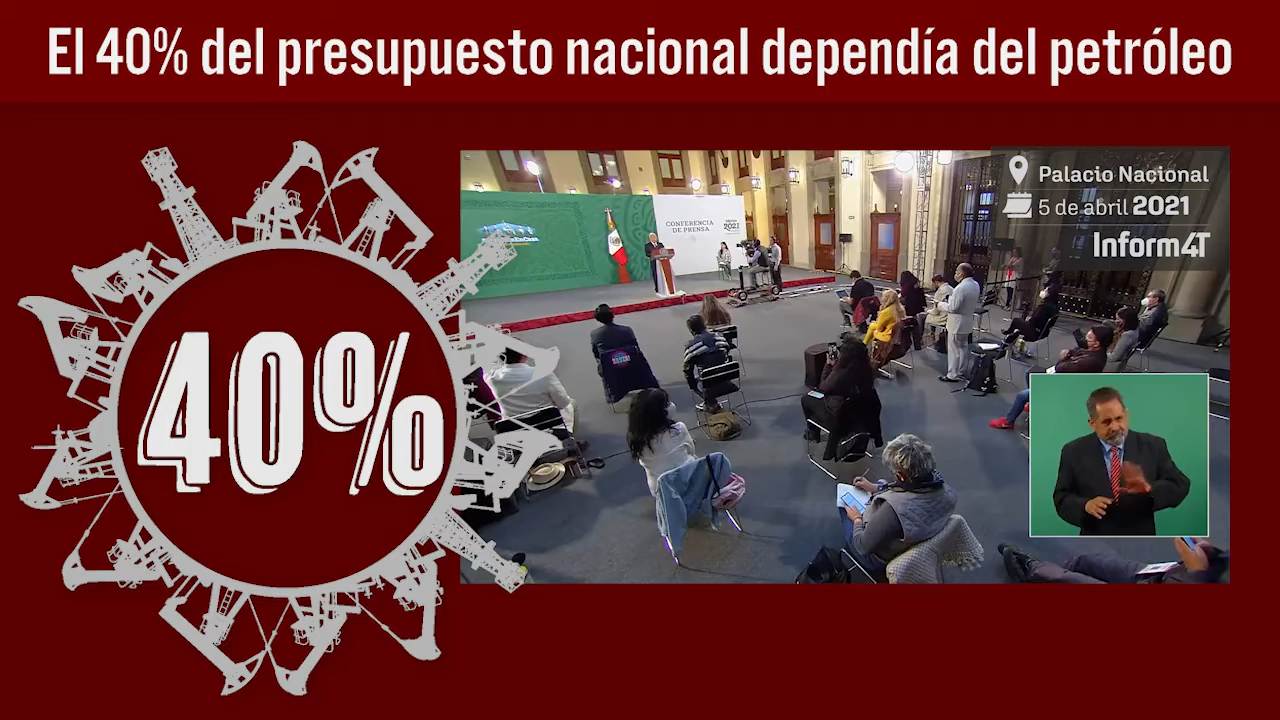 El 40% del presupuesto nacional dependía del petróleo
Palacio Nacional
5 de abril 2021
Inform4T
CONFERENCIA
DE PRENSA
2021
40%